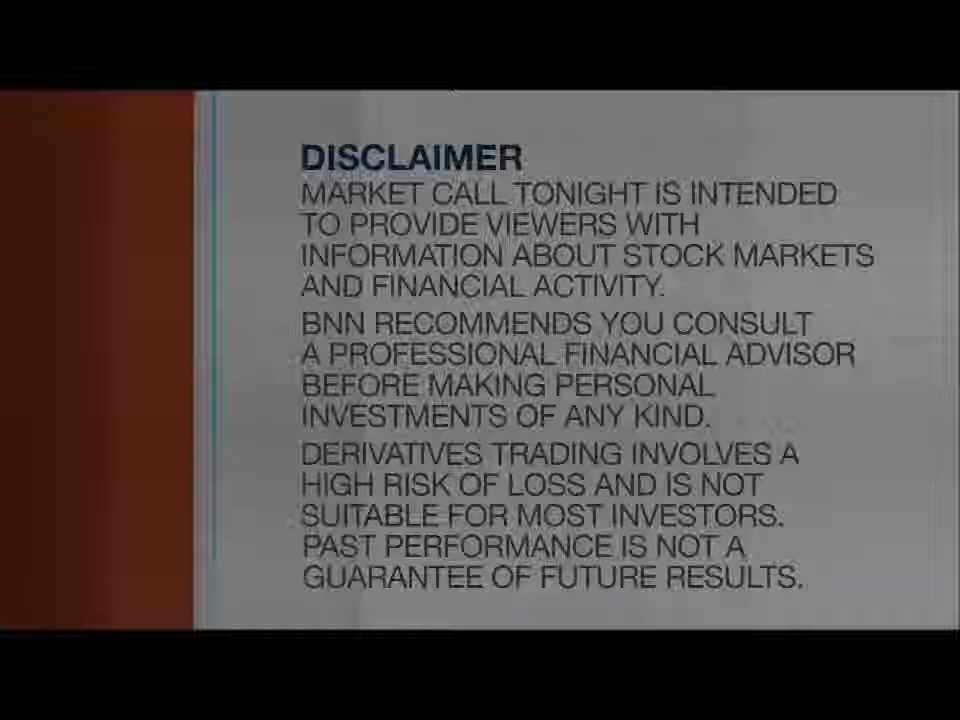 DISCLAIMER
MARKET CALL TONIGHT IS INTENDED
TO PROVIDE VIEWERS WITH
INFORMATION ABOUT STOCK MARKETS
AND FINANCIAL ACTIVITY.
BNN RECOMMENDS YOU CONSULT
A PROFESSIONAL FINANCIAL ADVISOR
BEFORE MAKING PERSONAL
INVESTMENTS OF ANY KIND.
DERIVATIVES TRADING INVOLVES A
HIGH RISK OF LOSS AND IS NOT
SUITABLE FOR MOST INVESTORS.
PAST PERFORMANCE IS NOT A
GUARANTEE OF FUTURE RESULTS.